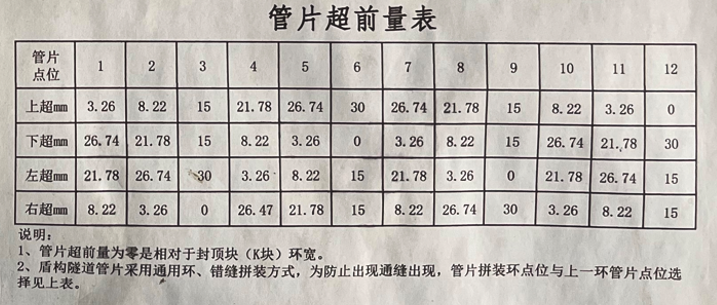 管片超前量表
管片点位 1 2 3 4 5 6 7 8 9 10 11 12
上超mm 3.26 8.22 15 21.78 26.74 30 26.74 21.78 15 8.22 3.26 0
下超mm 26.74 21.78 15 8.22 3.26 0 3.26 8.22 15 26.74 21.78 30
左超mm 21.78 26.74 30 3.26 8.22 15 21.78 3.26 0 21.78 26.74 15
右超mm 8.22 3.26 0 26.47 21.78 15 8.22 26.74 30 3.26 8.22 15
说明:
1、管片超前量为零是相对于封顶块（K块）环宽。
2、盾构隧道管片采用通用环、错缝拼装方式，为防止出现通缝出现，管片拼装环点位与上一环管片点位选
择见上表。